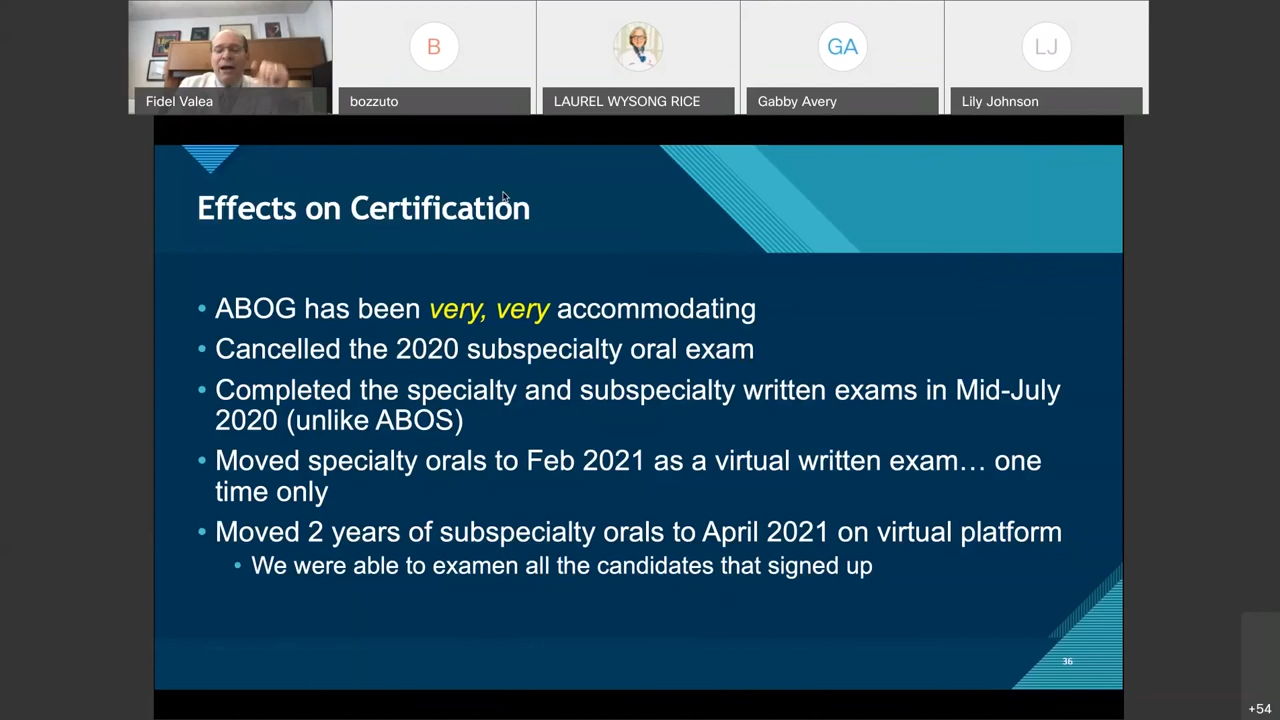 B
GA
LJ
Fidel Valea
bozzuto
LAUREL WYSONG RICE
Gabby Avery
Lily Johnson
Effects on Certification
• ABOG has been very, very accommodating
• Cancelled the 2020 subspecialty oral exam
• Completed the specialty and subspecialty written exams in Mid-July
2020 (unlike ABOS)
• Moved specialty orals to Feb 2021 as a virtual written exam… one
time only
• Moved 2 years of subspecialty orals to April 2021 on virtual platform
• We were able to examen all the candidates that signed up
36
+54